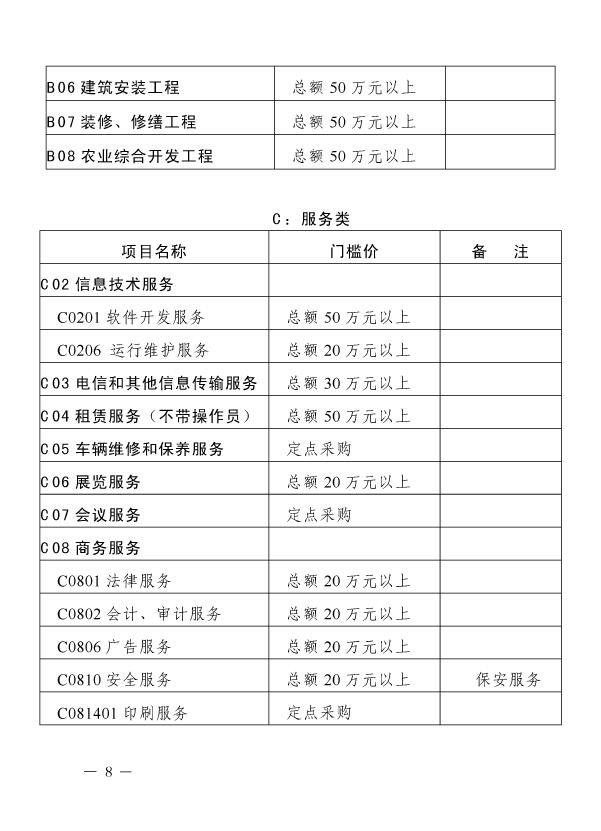 B06 建筑安装工程 总额 50 万元以上
B07 装修、修缮工程 总额 50 万元以上
B08 农业综合开发工程 总额 50 万元以上
C：服务类
项目名称 门槛价 备 注
C02 信息技术服务
C0201 软件开发服务 总额 50 万元以上
C0206 运行维护服务 总额 20 万元以上
C03 电信和其他信息传输服务 总额 30 万元以上
C04 租赁服务（不带操作员） 总额 50 万元以上
C05 车辆维修和保养服务 定点采购
C06 展览服务 总额 20 万元以上
C07 会议服务 定点采购
C08 商务服务
C0801 法律服务 总额 20 万元以上
C0802 会计、审计服务 总额 20 万元以上
C0806 广告服务 总额 20 万元以上
C0810 安全服务 总额 20 万元以上 保安服务
C081401 印刷服务 定点采购
— 8 —